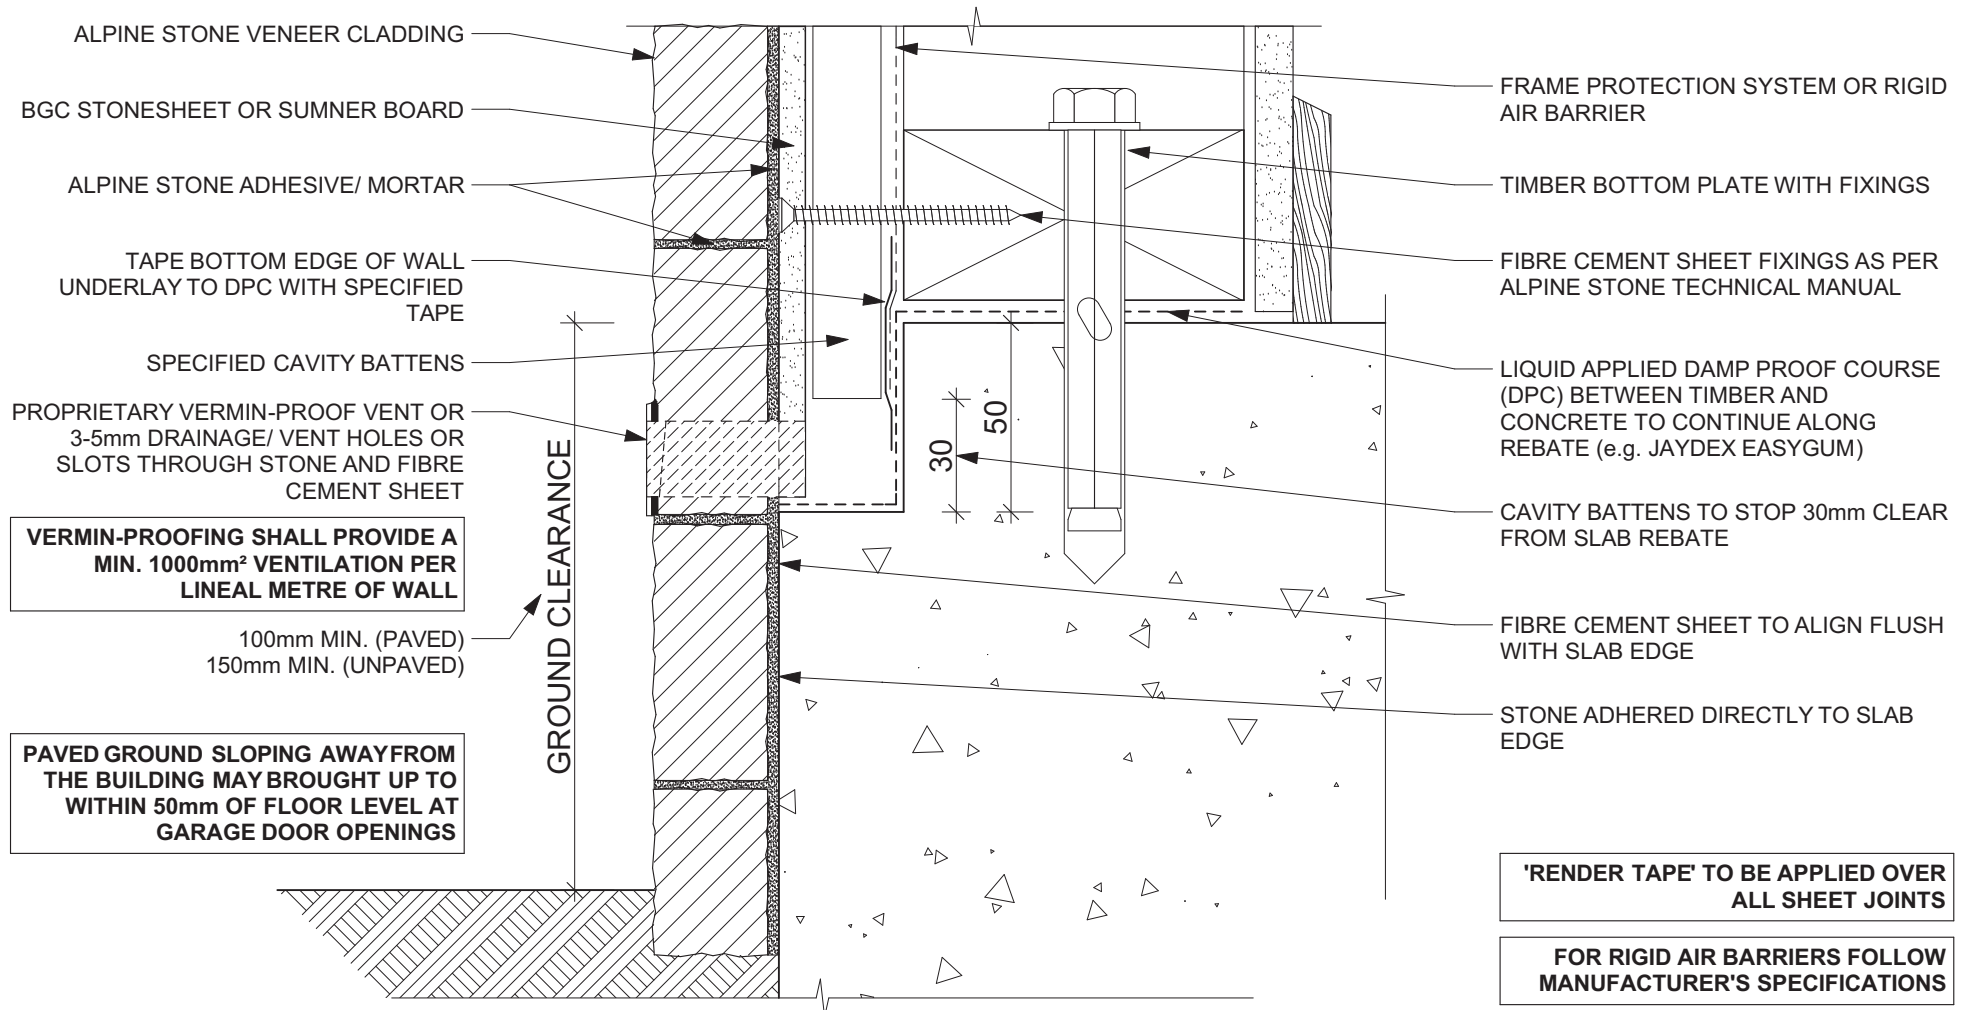 ALPINE STONE VENEER CLADDING
BGC STONESHEET OR SUMNER BOARD
ALPINE STONE ADHESIVE/ MORTAR
TAPE BOTTOM EDGE OF WALL
UNDERLAY TO DPC WITH SPECIFIED
TAPE
SPECIFIED CAVITY BATTENS
PROPRIETARY VERMIN-PROOF VENT OR
3-5mm DRAINAGE/ VENT HOLES OR
SLOTS THROUGH STONE AND FIBRE
CEMENT SHEET
VERMIN-PROOFING SHALL PROVIDE A
MIN. 1000mm² VENTILATION PER
LINEAL METRE OF WALL
100mm MIN. (PAVED)
150mm MIN. (UNPAVED)
PAVED GROUND SLOPING AWAY FROM
THE BUILDING MAY BROUGHT UP TO
WITHIN 50mm OF FLOOR LEVEL AT
GARAGE DOOR OPENINGS
GROUND CLEARANCE
30
50
FRAME PROTECTION SYSTEM OR RIGID
AIR BARRIER
TIMBER BOTTOM PLATE WITH FIXINGS
FIBRE CEMENT SHEET FIXINGS AS PER
ALPINE STONE TECHNICAL MANUAL
LIQUID APPLIED DAMP PROOF COURSE
(DPC) BETWEEN TIMBER AND
CONCRETE TO CONTINUE ALONG
REBATE (e.g. JAYDEX EASYGUM)
CAVITY BATTENS TO STOP 30mm CLEAR
FROM SLAB REBATE
FIBRE CEMENT SHEET TO ALIGN FLUSH
WITH SLAB EDGE
STONE ADHERED DIRECTLY TO SLAB
EDGE
'RENDER TAPE' TO BE APPLIED OVER
ALL SHEET JOINTS
FOR RIGID AIR BARRIERS FOLLOW
MANUFACTURER'S SPECIFICATIONS